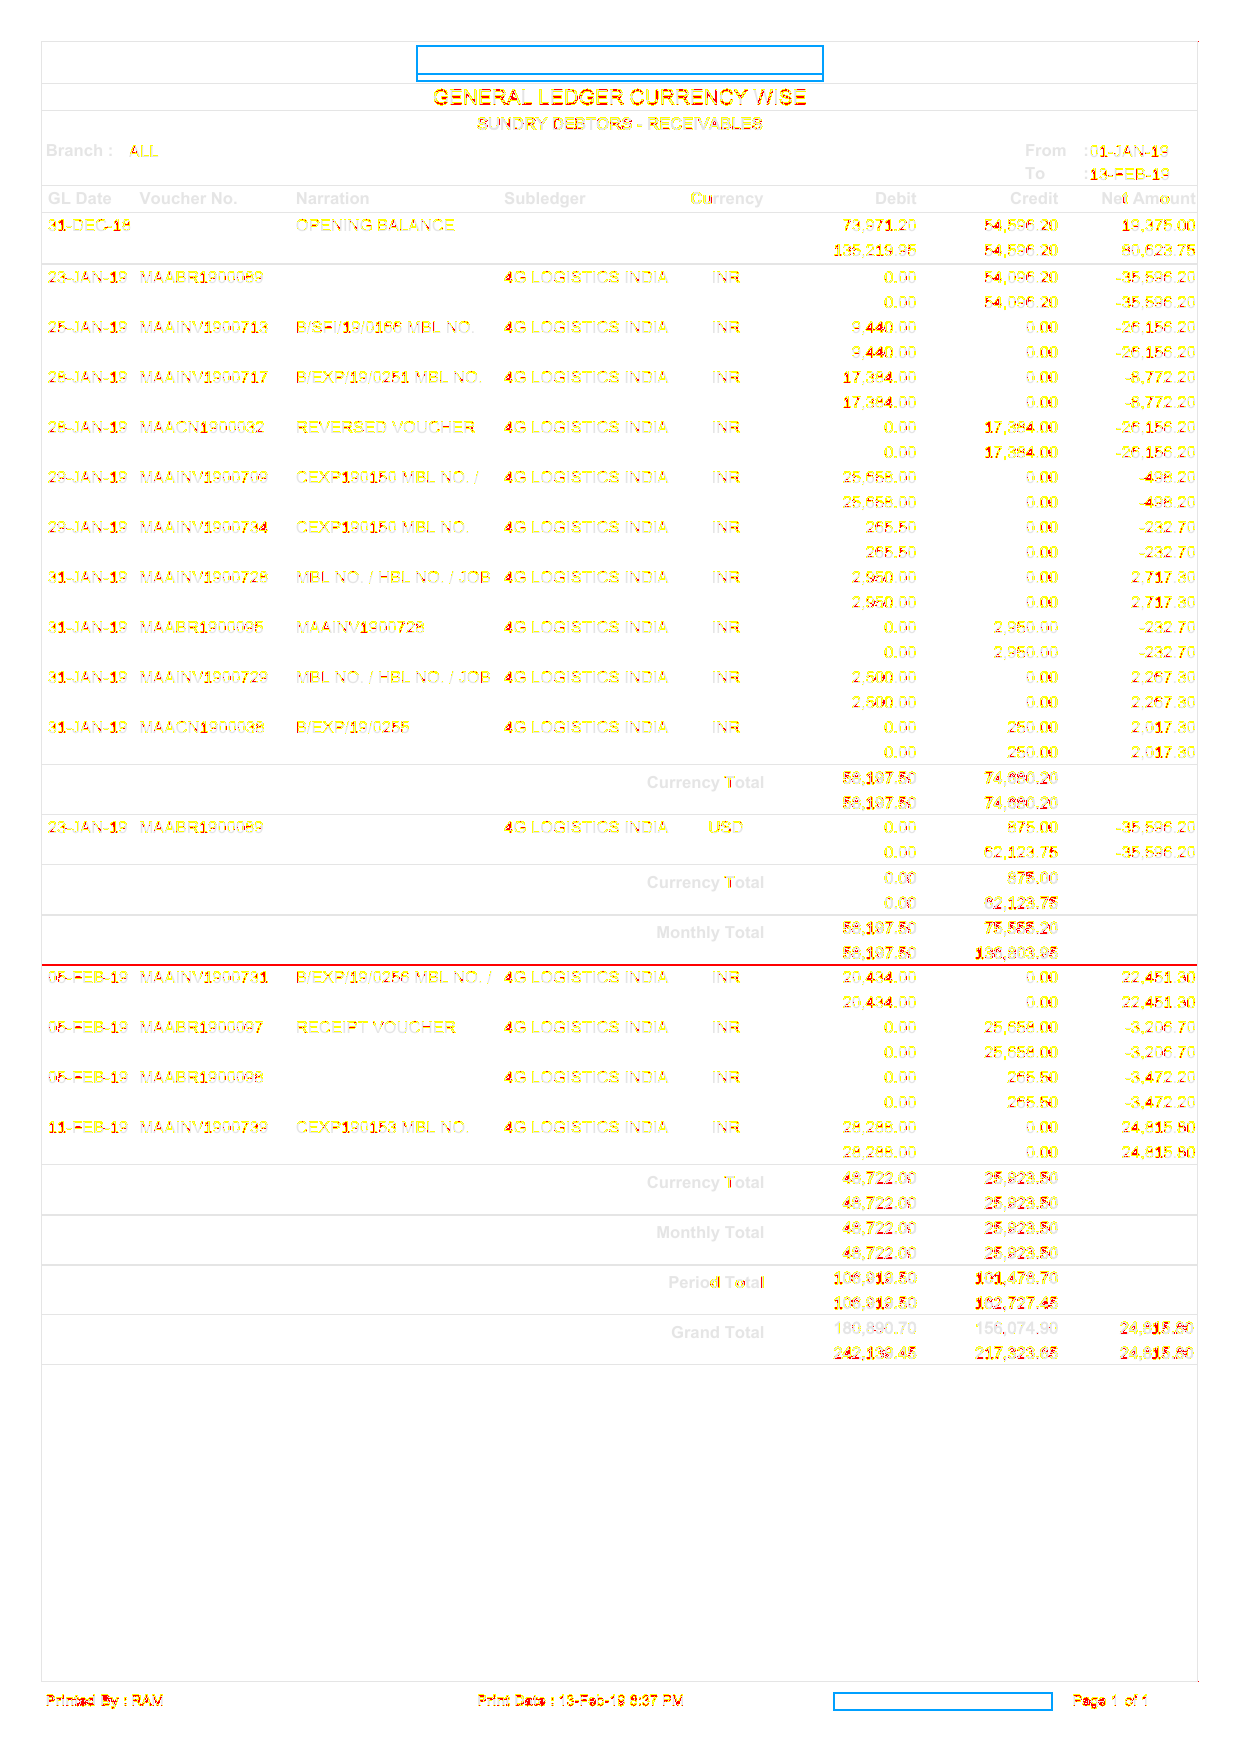 GENERAL LEDGER CURRENCY WISE
SUNDRY DEBTORS - RECEIVABLES
Branch : ALL From :01-JAN-19
To :13-FEB-19
GL Date Voucher No. Narration Subledger Currency Debit Credit Net Amount
31-DEC-18 OPENING BALANCE 73,971.20 54,596.20 19,375.00
135,219.95 54,596.20 80,623.75
23-JAN-19 MAABR1900069 4G LOGISTICS INDIA INR 0.00 54,096.20 -35,596.20
0.00 54,096.20 -35,596.20
25-JAN-19 MAAINV1900713 B/SFI/19/0166 MBL NO. 4G LOGISTICS INDIA INR 9,440.00 0.00 -26,156.20
9,440.00 0.00 -26,156.20
28-JAN-19 MAAINV1900717 B/EXP/19/0251 MBL NO. 4G LOGISTICS INDIA INR 17,384.00 0.00 -8,772.20
17,384.00 0.00 -8,772.20
28-JAN-19 MAACN1900032 REVERSED VOUCHER 4G LOGISTICS INDIA INR 0.00 17,384.00 -26,156.20
0.00 17,384.00 -26,156.20
29-JAN-19 MAAINV1900709 CEXP190150 MBL NO. / 4G LOGISTICS INDIA INR 25,658.00 0.00 -498.20
25,658.00 0.00 -498.20
29-JAN-19 MAAINV1900734 CEXP190150 MBL NO. 4G LOGISTICS INDIA INR 265.50 0.00 -232.70
265.50 0.00 -232.70
31-JAN-19 MAAINV1900728 MBL NO. / HBL NO. / JOB 4G LOGISTICS INDIA INR 2,950.00 0.00 2,717.30
2,950.00 0.00 2,717.30
31-JAN-19 MAABR1900095 MAAINV1900728 4G LOGISTICS INDIA INR 0.00 2,950.00 -232.70
0.00 2,950.00 -232.70
31-JAN-19 MAAINV1900729 MBL NO. / HBL NO. / JOB 4G LOGISTICS INDIA INR 2,500.00 0.00 2,267.30
2,500.00 0.00 2,267.30
31-JAN-19 MAACN1900038 B/EXP/19/0255 4G LOGISTICS INDIA INR 0.00 250.00 2,017.30
0.00 250.00 2,017.30
Currency Total 58,197.50 74,680.20
58,197.50 74,680.20
23-JAN-19 MAABR1900069 4G LOGISTICS INDIA USD 0.00 875.00 -35,596.20
0.00 62,123.75 -35,596.20
Currency Total 0.00 875.00
0.00 62,123.75
Monthly Total 58,197.50 75,555.20
58,197.50 136,803.95
05-FEB-19 MAAINV1900731 B/EXP/19/0256 MBL NO. / 4G LOGISTICS INDIA INR 20,434.00 0.00 22,451.30
20,434.00 0.00 22,451.30
06-FEB-19 MAABR1900097 RECEIPT VOUCHER 4G LOGISTICS INDIA INR 0.00 25,658.00 -3,206.70
0.00 25,658.00 -3,206.70
06-FEB-19 MAABR1900098 4G LOGISTICS INDIA INR 0.00 265.50 -3,472.20
0.00 265.50 -3,472.20
11-FEB-19 MAAINV1900739 CEXP190153 MBL NO. 4G LOGISTICS INDIA INR 28,288.00 0.00 24,815.80
28,288.00 0.00 24,815.80
Currency Total 48,722.00 25,923.50
48,722.00 25,923.50
Monthly Total 48,722.00 25,923.50
48,722.00 25,923.50
Period Total 106,919.50 101,478.70
106,919.50 162,727.45
Grand Total 180,890.70 156,074.90 24,815.80
242,139.45 217,323.65 24,815.80
Printed By : RAM Print Date : 13-Feb-19 8:37 PM Page 1 of 1